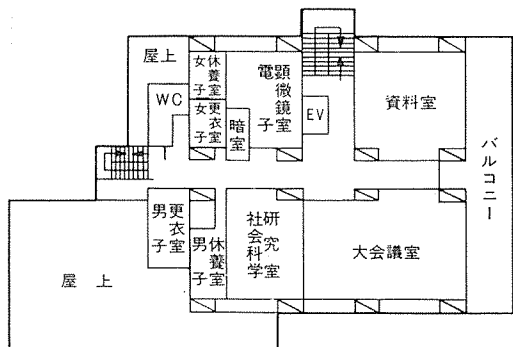 屋上
女子休養室
電子顕微鏡室
WC
女子更衣室
暗室
EV
資料室
バルコニー
男子更衣室
男子休養室
社会科学研究室
大会議室
屋上